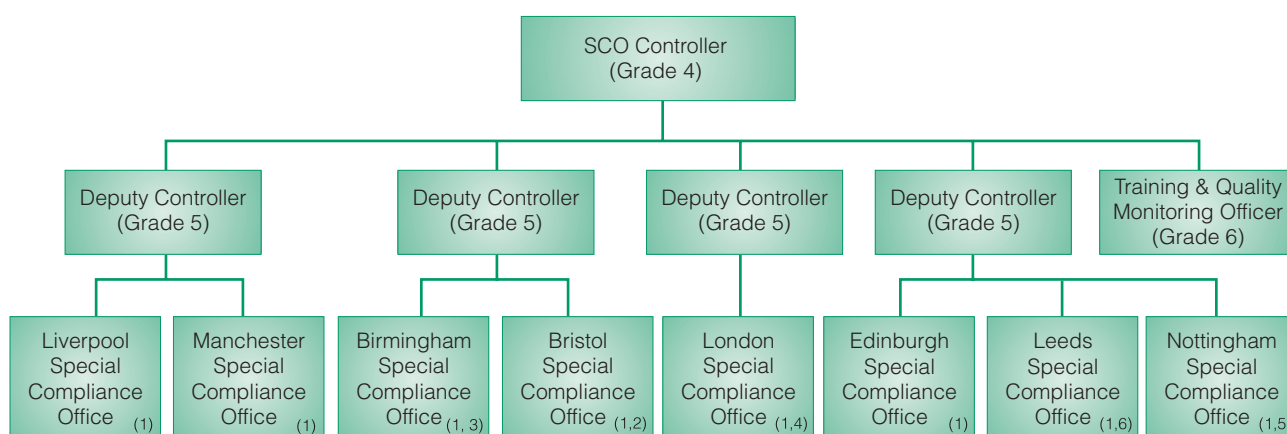 SCO Controller
(Grade 4)
Deputy Controller
(Grade 5)
Deputy Controller
(Grade 5)
Deputy Controller
(Grade 5)
Deputy Controller
(Grade 5)
Training & Quality
Monitoring Officer
(Grade 6)
Liverpool
Special
Compliance
Office (1)
Manchester
Special
Compliance
Office (1)
Birmingham
Special
Compliance
Office (1, 3)
Bristol
Special
Compliance
Office (1,2)
London
Special
Compliance
Office (1,4)
Edinburgh
Special
Compliance
Office (1)
Leeds
Special
Compliance
Office (1,6)
Nottingham
Special
Compliance
Office (1,5)